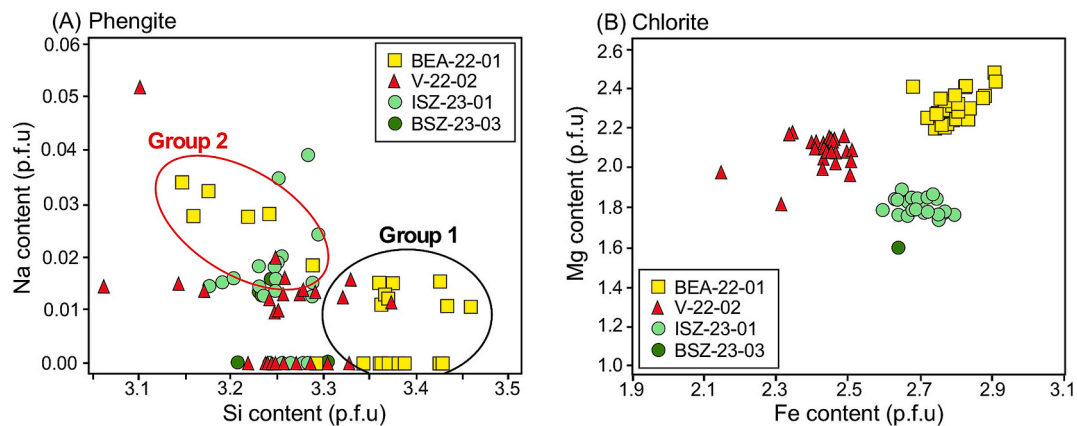 (A) Phengite
0.06
0.05
0.04
0.03
0.02
0.01
0.00
Na content (p.f.u)
3.1
3.2
3.3
3.4
3.5
Si content (p.f.u)
BEA-22-01
V-22-02
ISZ-23-01
BSZ-23-03
Group 2
Group 1
(B) Chlorite
2.6
2.4
2.2
2.0
1.8
1.6
1.4
1.2
1.0
Mg content (p.f.u)
1.9
2.1
2.3
2.5
2.7
2.9
3.1
Fe content (p.f.u)
BEA-22-01
V-22-02
ISZ-23-01
BSZ-23-03